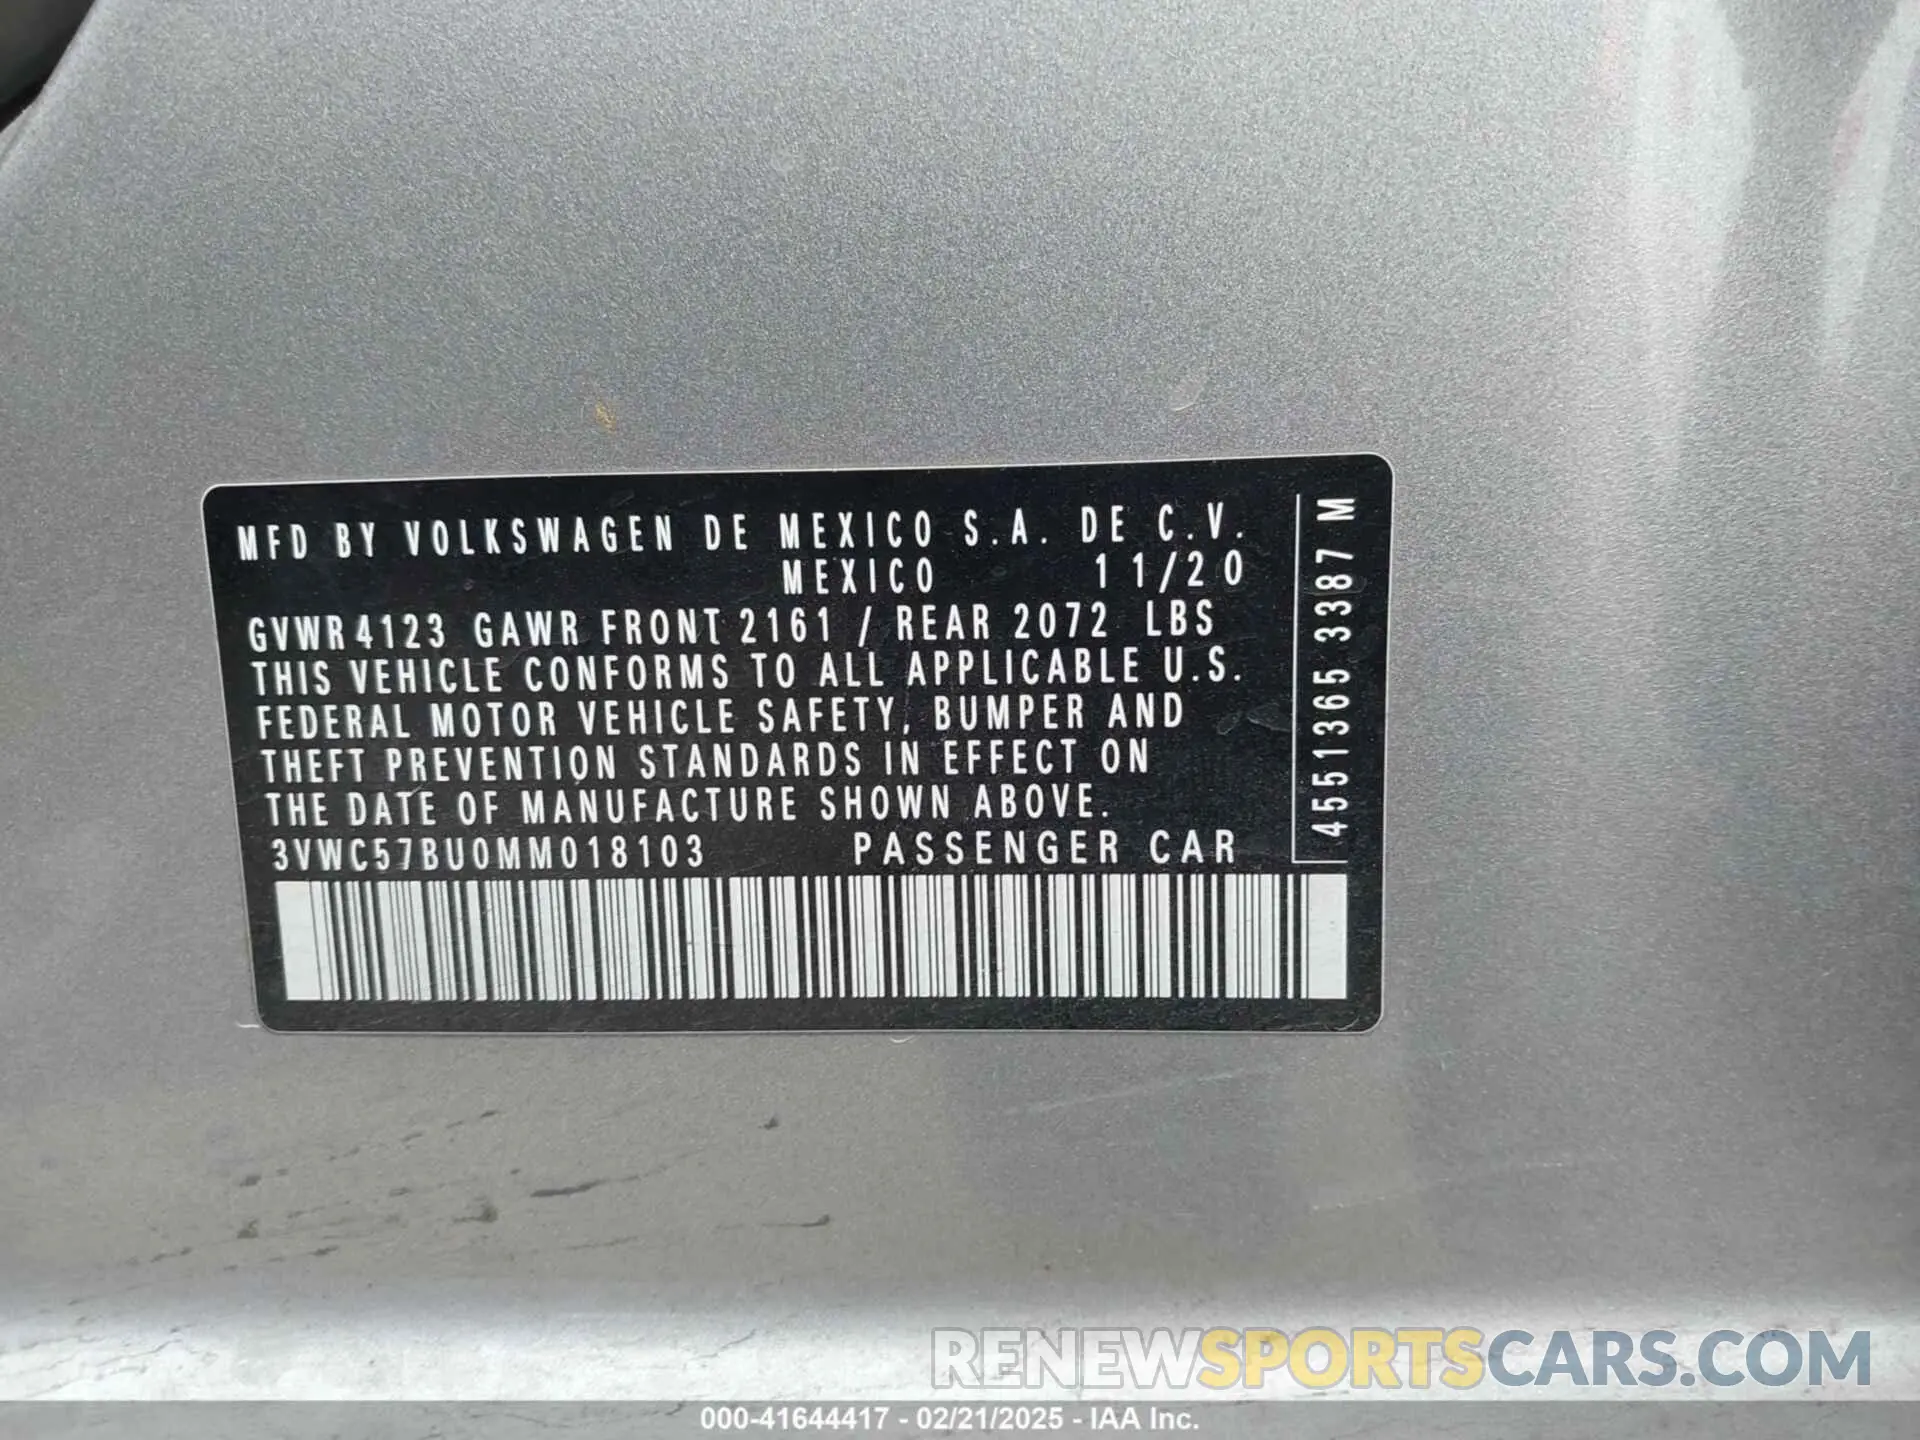 MFD BY VOLKSWAGEN DE MEXICO S.A. DE C.V.
MEXICO 11/20
GVWR 4123 GAWR FRONT 2161 / REAR 2072 LBS
THIS VEHICLE CONFORMS TO ALL APPLICABLE U.S.
FEDERAL MOTOR VEHICLE SAFETY, BUMPER AND
THEFT PREVENTION STANDARDS IN EFFECT ON
THE DATE OF MANUFACTURE SHOWN ABOVE.
3VWC57BU0MM018103 PASSENGER CAR
4551365 3387 M
RENEWSPORTSCARS.COM
000-41644417 - 02/21/2025 - IAA Inc.